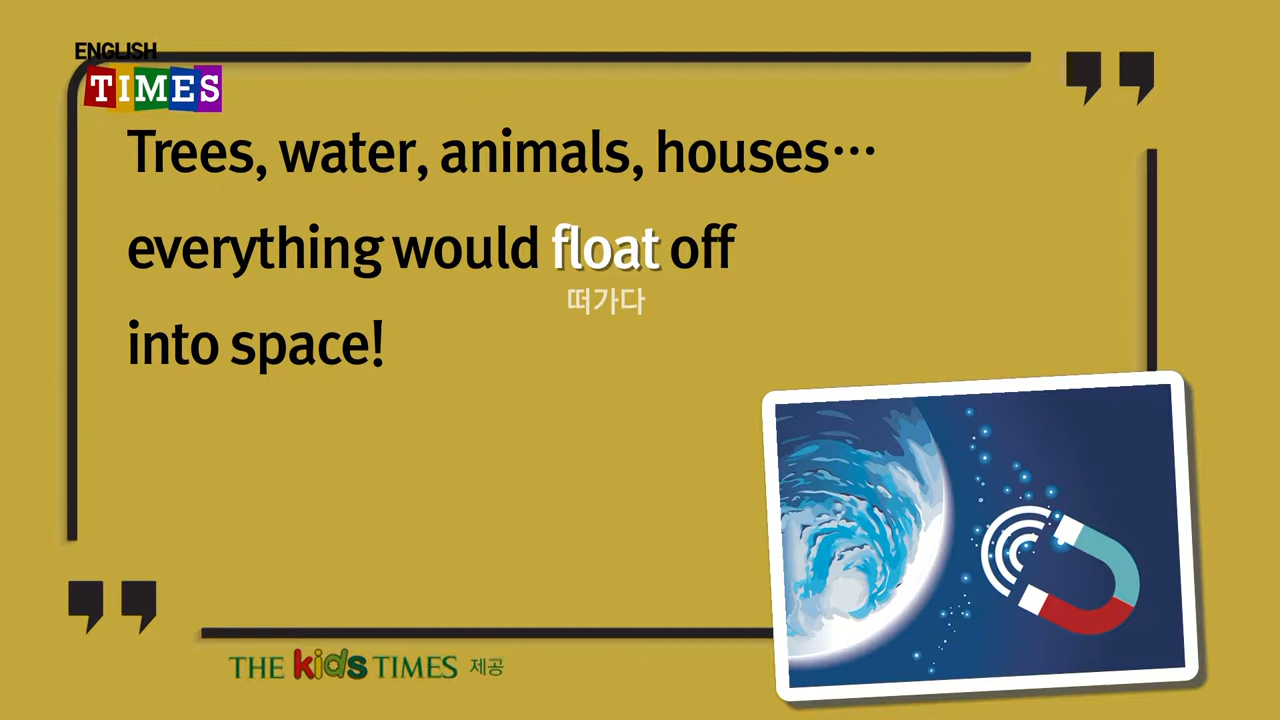 ENGLISH
TIMES
Trees, water, animals, houses···
everything would float off
떠가다
into space!
THE kids TIMES 제공